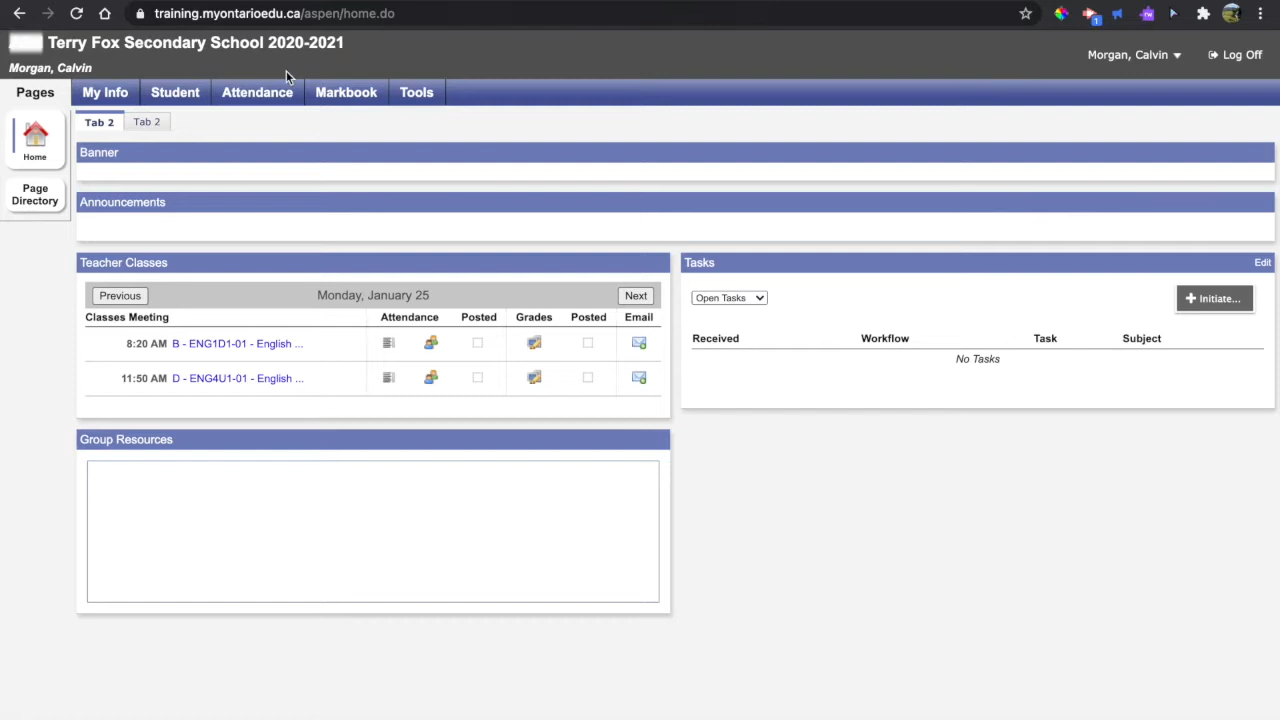 training.myontarioedu.ca/aspen/home.do
1
Terry Fox Secondary School 2020-2021
Morgan, Calvin
Morgan, Calvin
Log Off
Pages
My Info
Student
Attendance
Markbook
Tools
Tab 2
Tab 2
Home
Page
Directory
Banner
Announcements
Teacher Classes
Previous
Monday, January 25
Next
Classes Meeting Attendance Posted Grades Posted Email
8:20 AM B - ENG1D1-01 - English ...
11:50 AM D - ENG4U1-01 - English ...
Tasks
Edit
Open Tasks
Initiate...
Received Workflow Task Subject
No Tasks
Group Resources